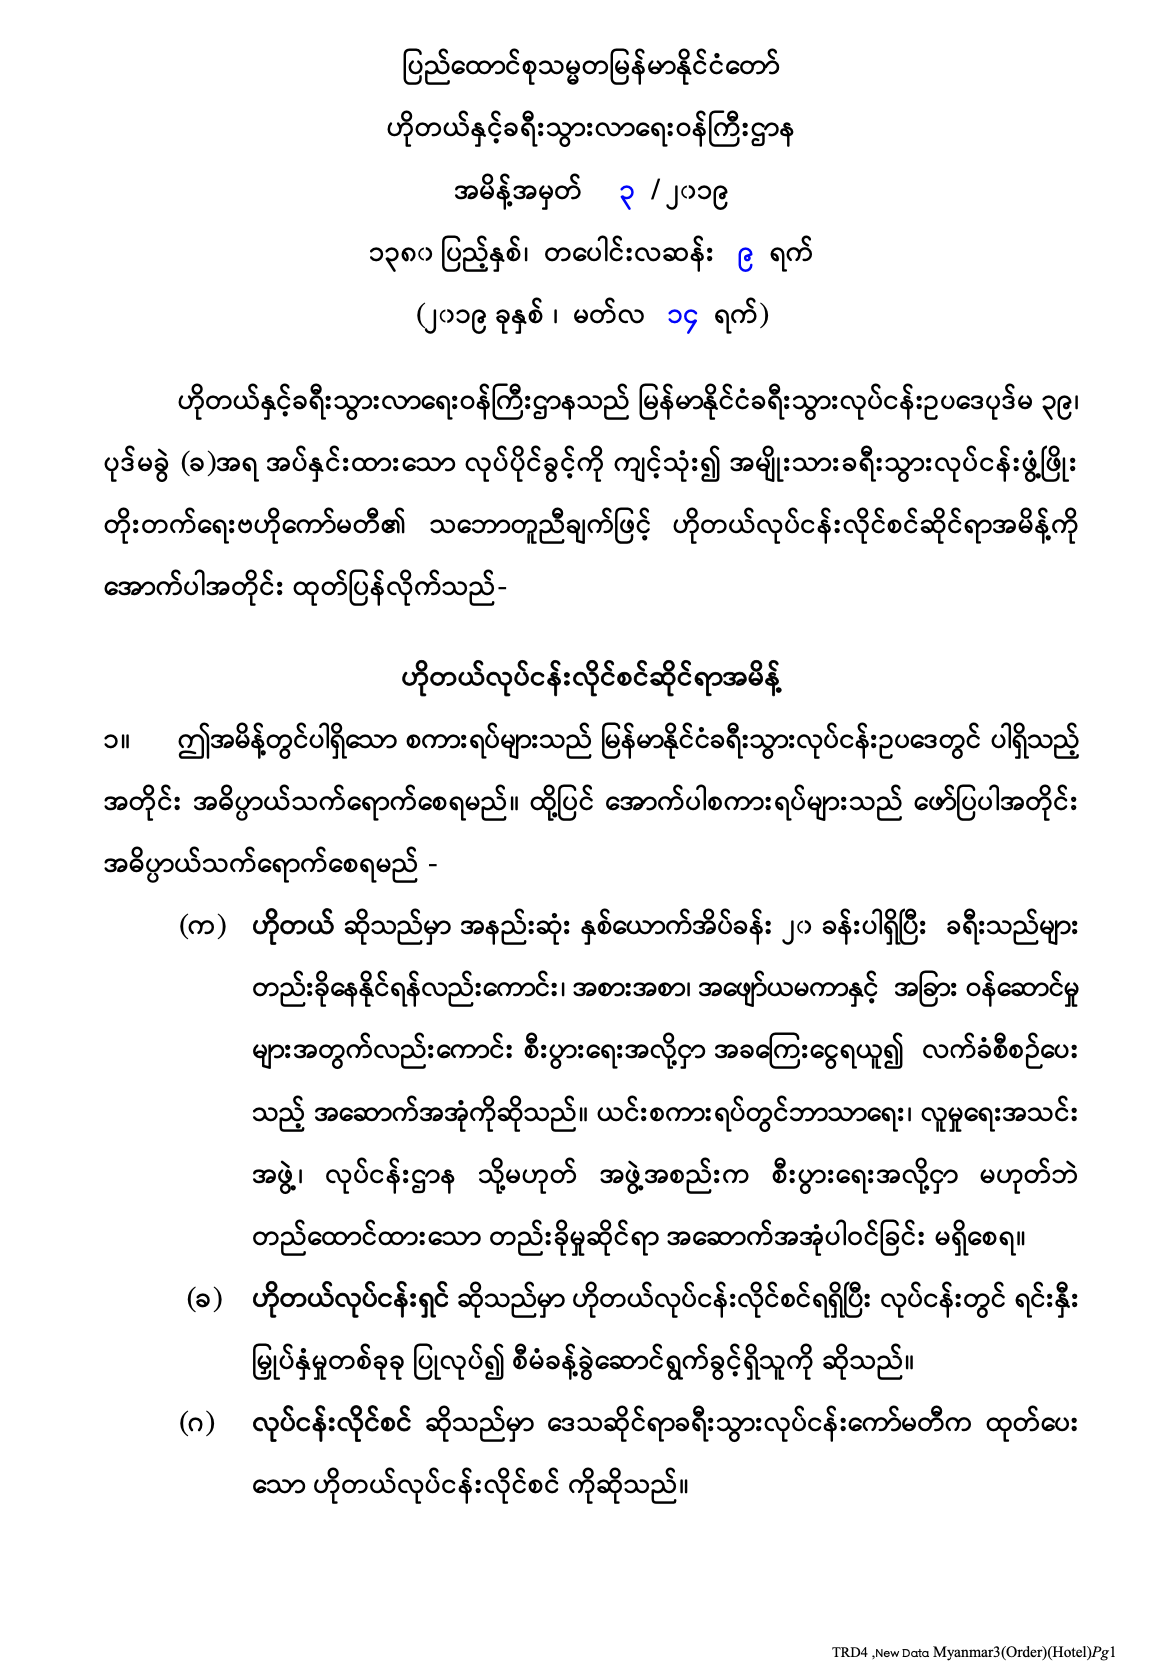 ပြည်ထောင်စုသမ္မတမြန်မာနိုင်ငံတော်
ဟိုတယ်နှင့်ခရီးသွားလာရေးဝန်ကြီးဌာန
အမိန့်အမှတ် ၃ /၂၀၁၉
၁၃၈၀ ပြည့်နှစ်၊ တပေါင်းလဆန်း ၉ ရက်
(၂၀၁၉ ခုနှစ် ၊ မတ်လ ၁၄ ရက်)
ဟိုတယ်နှင့်ခရီးသွားလာရေးဝန်ကြီးဌာနသည် မြန်မာနိုင်ငံခရီးသွားလုပ်ငန်းဥပဒေပုဒ်မ ၃၉၊
ပုဒ်မခွဲ (ခ)အရ အပ်နှင်းထားသော လုပ်ပိုင်ခွင့်ကို ကျင့်သုံး၍ အမျိုးသားခရီးသွားလုပ်ငန်းဖွံ့ဖြိုး
တိုးတက်ရေးဗဟိုကော်မတီ၏ သဘောတူညီချက်ဖြင့် ဟိုတယ်လုပ်ငန်းလိုင်စင်ဆိုင်ရာအမိန့်ကို
အောက်ပါအတိုင်း ထုတ်ပြန်လိုက်သည်-
ဟိုတယ်လုပ်ငန်းလိုင်စင်ဆိုင်ရာအမိန့်
၁။ ဤအမိန့်တွင်ပါရှိသော စကားရပ်များသည် မြန်မာနိုင်ငံခရီးသွားလုပ်ငန်းဥပဒေတွင် ပါရှိသည့်
အတိုင်း အဓိပ္ပာယ်သက်ရောက်စေရမည်။ ထို့ပြင် အောက်ပါစကားရပ်များသည် ဖော်ပြပါအတိုင်း
အဓိပ္ပာယ်သက်ရောက်စေရမည် -
(က) ဟိုတယ် ဆိုသည်မှာ အနည်းဆုံး နှစ်ယောက်အိပ်ခန်း ၂၀ ခန်းပါရှိပြီး ခရီးသည်များ
တည်းခိုနေနိုင်ရန်လည်းကောင်း၊ အစားအစာ၊ အဖျော်ယမကာနှင့် အခြား ဝန်ဆောင်မှု
များအတွက်လည်းကောင်း စီးပွားရေးအလို့ငှာ အခကြေးငွေရယူ၍ လက်ခံစီစဉ်ပေး
သည့် အဆောက်အအုံကိုဆိုသည်။ ယင်းစကားရပ်တွင်ဘာသာရေး၊ လူမှုရေးအသင်း
အဖွဲ့၊ လုပ်ငန်းဌာန သို့မဟုတ် အဖွဲ့အစည်းက စီးပွားရေးအလို့ငှာ မဟုတ်ဘဲ
တည်ထောင်ထားသော တည်းခိုမှုဆိုင်ရာ အဆောက်အအုံပါဝင်ခြင်း မရှိစေရ။
(ခ) ဟိုတယ်လုပ်ငန်းရှင် ဆိုသည်မှာ ဟိုတယ်လုပ်ငန်းလိုင်စင်ရရှိပြီး လုပ်ငန်းတွင် ရင်းနှီး
မြှုပ်နှံမှုတစ်ခုခု ပြုလုပ်၍ စီမံခန့်ခွဲဆောင်ရွက်ခွင့်ရှိသူကို ဆိုသည်။
(ဂ) လုပ်ငန်းလိုင်စင် ဆိုသည်မှာ ဒေသဆိုင်ရာခရီးသွားလုပ်ငန်းကော်မတီက ထုတ်ပေး
သော ဟိုတယ်လုပ်ငန်းလိုင်စင် ကိုဆိုသည်။
TRD4 ,New Data Myanmar3(Order)(Hotel)Pg1